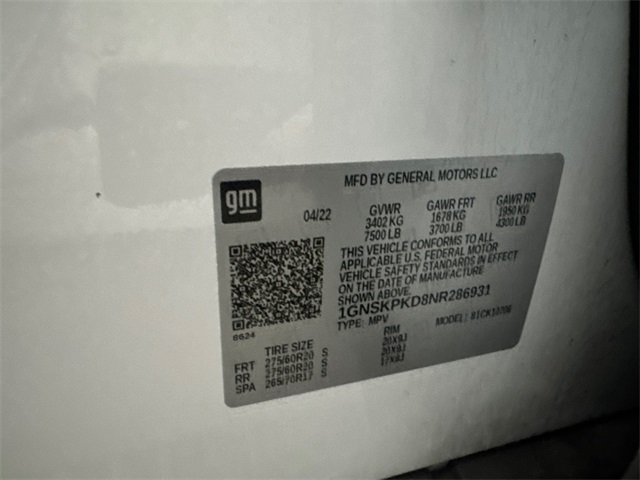 MFD BY GENERAL MOTORS LLC
gm
04/22
GVWR GAWR FRT GAWR RR
3402 KG 1678 KG 1950 KG
7500 LB 3700 LB 4300 LB
THIS VEHICLE CONFORMS TO ALL
APPLICABLE U.S. FEDERAL MOTOR
VEHICLE SAFETY STANDARDS IN EFFECT
ON THE DATE OF MANUFACTURE
SHOWN ABOVE.
1GNSKPKD8NR286931
TYPE: MPV MODEL:
TIRE SIZE RIM
FRT 275/60R20 S 20X9J
RR 275/60R20 S 20X9J
SPA 265/70R17 S